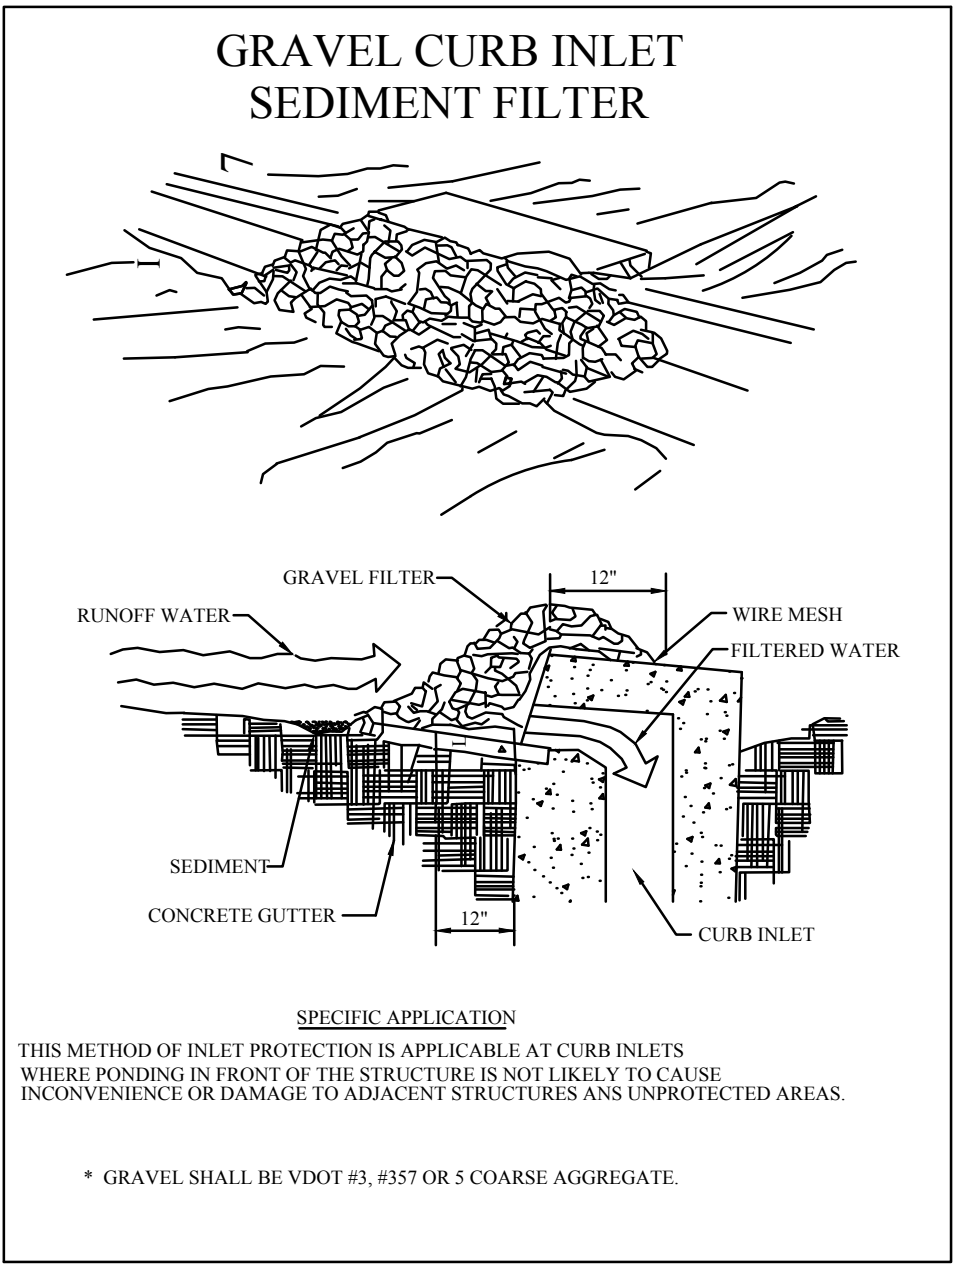 GRAVEL CURB INLET
SEDIMENT FILTER
GRAVEL FILTER
12"
RUNOFF WATER
WIRE MESH
FILTERED WATER
SEDIMENT
CONCRETE GUTTER
12"
CURB INLET
SPECIFIC APPLICATION
THIS METHOD OF INLET PROTECTION IS APPLICABLE AT CURB INLETS
WHERE PONDING IN FRONT OF THE STRUCTURE IS NOT LIKELY TO CAUSE
INCONVENIENCE OR DAMAGE TO ADJACENT STRUCTURES ANS UNPROTECTED AREAS.
* GRAVEL SHALL BE VDOT #3, #357 OR 5 COARSE AGGREGATE.